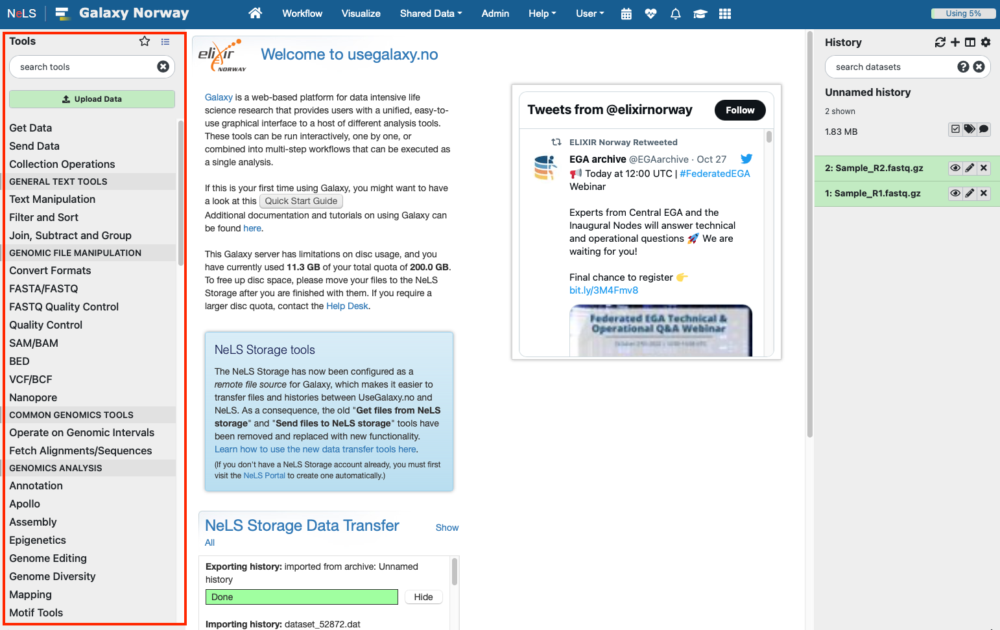 NeLS Galaxy Norway Workflow Visualize Shared Data Admin Help User Using 5%
Tools
search tools
Upload Data
Get Data
Send Data
Collection Operations
GENERAL TEXT TOOLS
Text Manipulation
Filter and Sort
Join, Subtract and Group
GENOMIC FILE MANIPULATION
Convert Formats
FASTA/FASTQ
FASTQ Quality Control
Quality Control
SAM/BAM
BED
VCF/BCF
Nanopore
COMMON GENOMICS TOOLS
Operate on Genomic Intervals
Fetch Alignments/Sequences
GENOMICS ANALYSIS
Annotation
Apollo
Assembly
Epigenetics
Genome Editing
Genome Diversity
Mapping
Motif Tools
elixir
NORWAY
Welcome to usegalaxy.no
Galaxy is a web-based platform for data intensive life
science research that provides users with a unified, easy-to-
use graphical interface to a host of different analysis tools.
These tools can be run interactively, one by one, or
combined into multi-step workflows that can be executed as
a single analysis.
If this is your first time using Galaxy, you might want to have
a look at this Quick Start Guide
Additional documentation and tutorials on using Galaxy can
be found here.
This Galaxy server has limitations on disc usage, and you
have currently used 11.3 GB of your total quota of 200.0 GB.
To free up disc space, please move your files to the NeLS
Storage after you are finished with them. If you require a
larger disc quota, contact the Help Desk.
NeLS Storage tools
The NeLS Storage has now been configured as a
remote file source for Galaxy, which makes it easier to
transfer files and histories between UseGalaxy.no and
NeLS. As a consequence, the old "Get files from NeLS
storage" and "Send files to NeLS storage" tools have
been removed and replaced with new functionality.
Learn how to use the new data transfer tools here.
(If you don't have a NeLS Storage account already, you must first
visit the NeLS Portal to create one automatically.)
NeLS Storage Data Transfer Show
All
Exporting history: imported from archive: Unnamed
history
Done Hide
Importing history: dataset_52872.dat
Tweets from @elixirnorway Follow
ELIXIR Norway Retweeted
EGA archive @EGAarchive · Oct 27
📢 Today at 12:00 UTC | #FederatedEGA
Webinar
Experts from Central EGA and the
Inaugural Nodes will answer technical
and operational questions 🚀 We are
waiting for you!
Final chance to register 👉
bit.ly/3M4Fmv8
Federated EGA Technical &
Operational Q&A Webinar
History
search datasets
Unnamed history
2 shown
1.83 MB
2: Sample_R2.fastq.gz
1: Sample_R1.fastq.gz